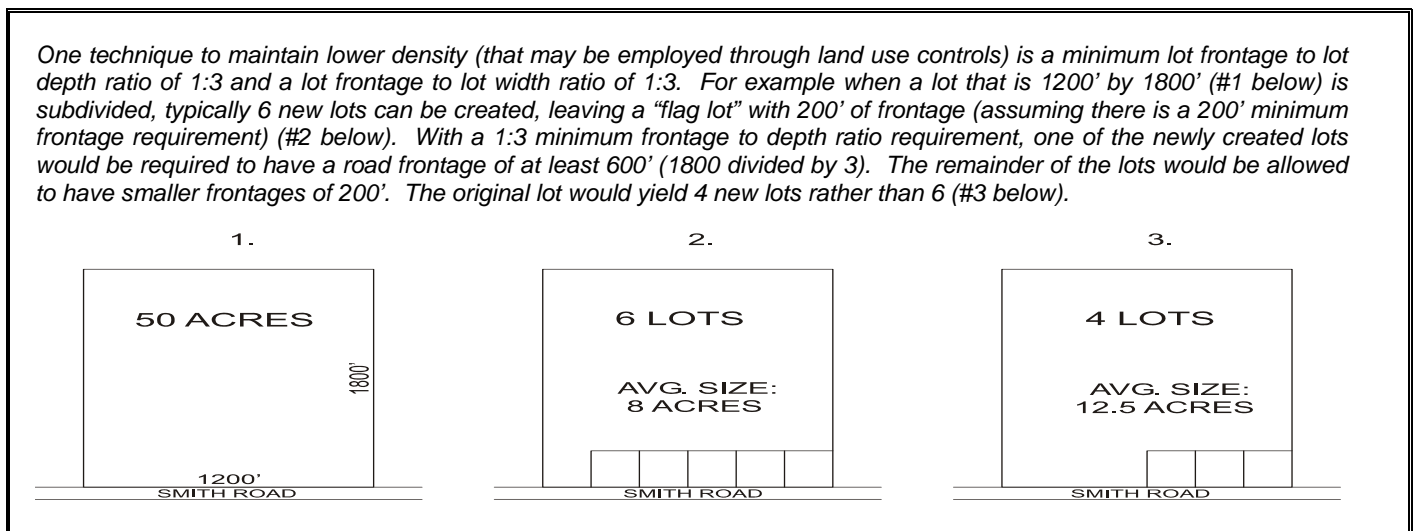 One technique to maintain lower density (that may be employed through land use controls) is a minimum lot frontage to lot
depth ratio of 1:3 and a lot frontage to lot width ratio of 1:3. For example when a lot that is 1200’ by 1800’ (#1 below) is
subdivided, typically 6 new lots can be created, leaving a “flag lot” with 200’ of frontage (assuming there is a 200’ minimum
frontage requirement) (#2 below). With a 1:3 minimum frontage to depth ratio requirement, one of the newly created lots
would be required to have a road frontage of at least 600’ (1800 divided by 3). The remainder of the lots would be allowed
to have smaller frontages of 200’. The original lot would yield 4 new lots rather than 6 (#3 below).
1.
50 ACRES
1800’
1200’
SMITH ROAD
2.
6 LOTS
AVG. SIZE:
8 ACRES
SMITH ROAD
3.
4 LOTS
AVG. SIZE:
12.5 ACRES
SMITH ROAD